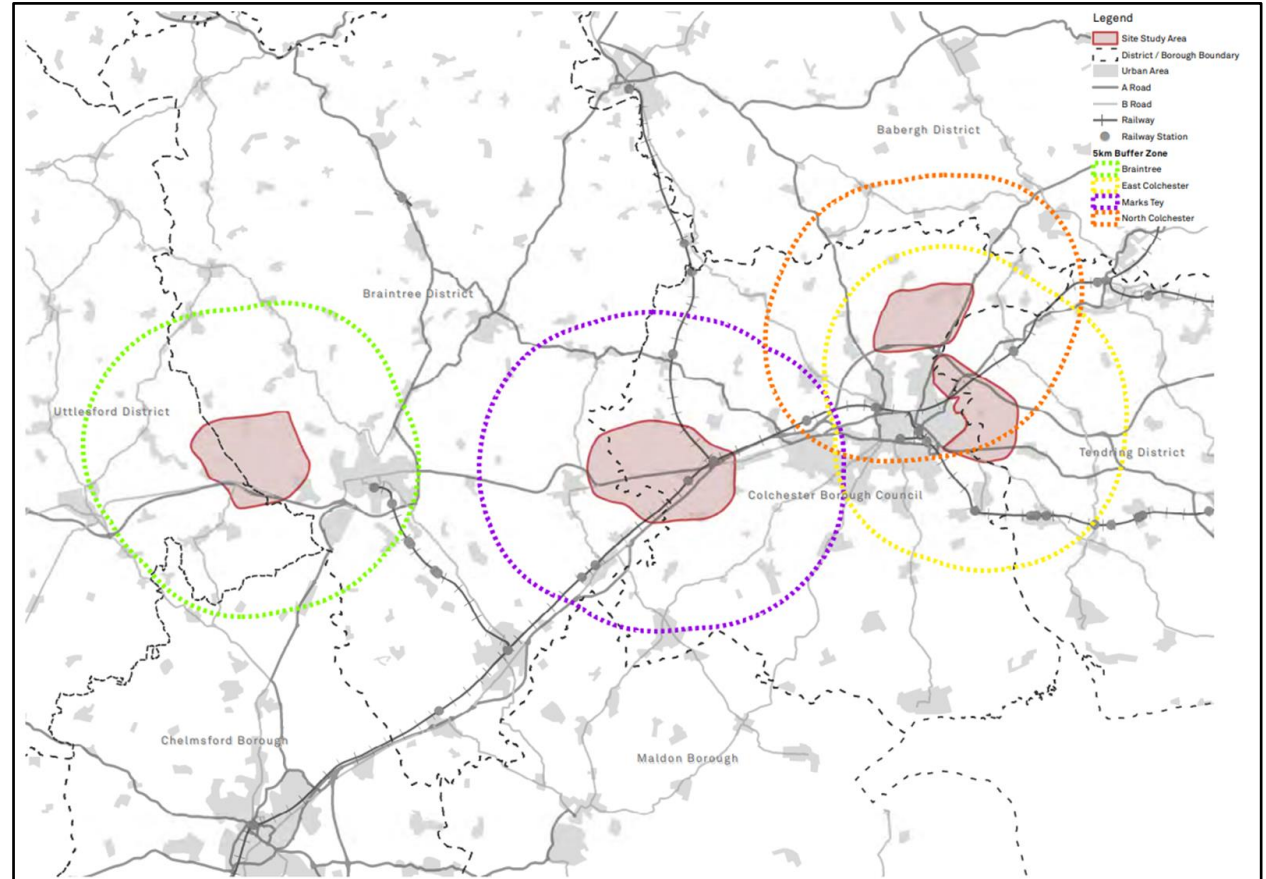 Legend
Site Study Area
District / Borough Boundary
Urban Area
A Road
B Road
Railway
Railway Station
5km Buffer Zone
Braintree
East Colchester
Marks Tey
North Colchester
Babergh District
Braintree District
Uttlesford District
Tendring District
Colchester Borough Council
Chelmsford Borough
Maldon Borough